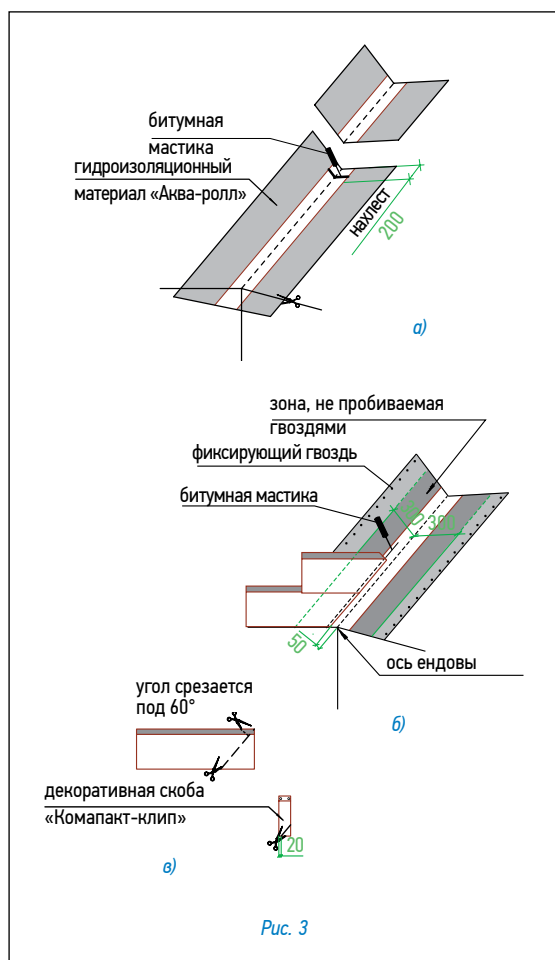 битумная
мастика
гидроизоляционный
материал «Аква-ролл»
нахлест
200
а)
зона, не пробиваемая
гвоздями
фиксирующий гвоздь
битумная мастика
300
50
ось ендовы
б)
угол срезается
под 60°
декоративная скоба
«Комапакт-клип»
20
в)
Рис. 3